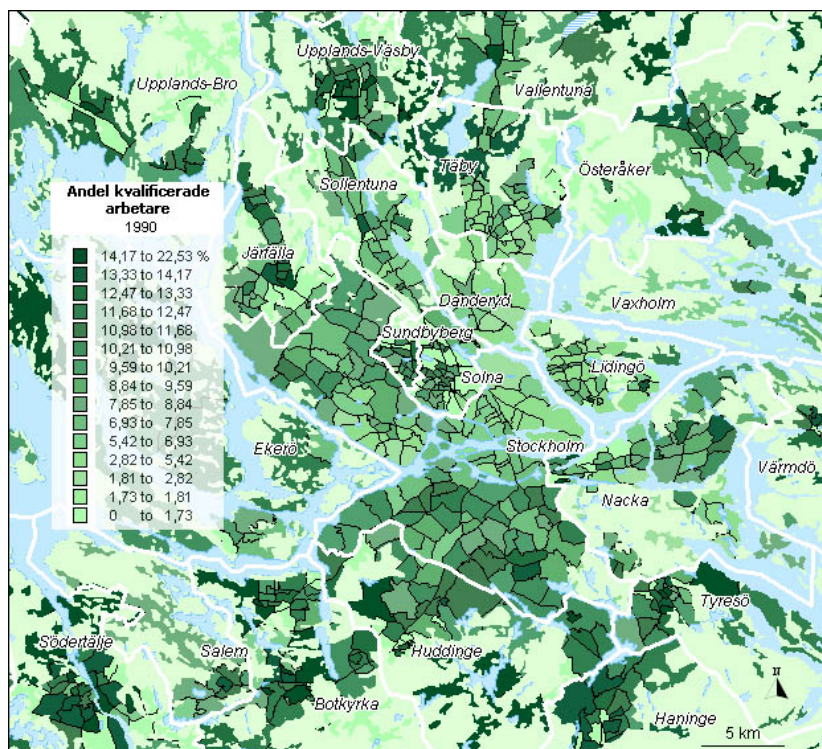 Upplands-Väsby
Upplands-Bro
Vallentuna
Täby
Österåker
Sollentuna
Andel kvalificerade
arbetare
1990
14,17 to 22,53 %
13,33 to 14,17
12,47 to 13,33
11,68 to 12,47
10,98 to 11,68
10,21 to 10,98
9,59 to 10,21
8,84 to 9,59
7,85 to 8,84
6,93 to 7,85
5,42 to 6,93
2,82 to 5,42
1,81 to 2,82
1,73 to 1,81
0 to 1,73
Järfälla
Danderyd
Vaxholm
Sundbyberg
Solna
Lidingö
Ekerö
Stockholm
Värmdö
Nacka
Tyresö
Södertälje
Salem
Huddinge
Botkyrka
N
Haninge
5 km